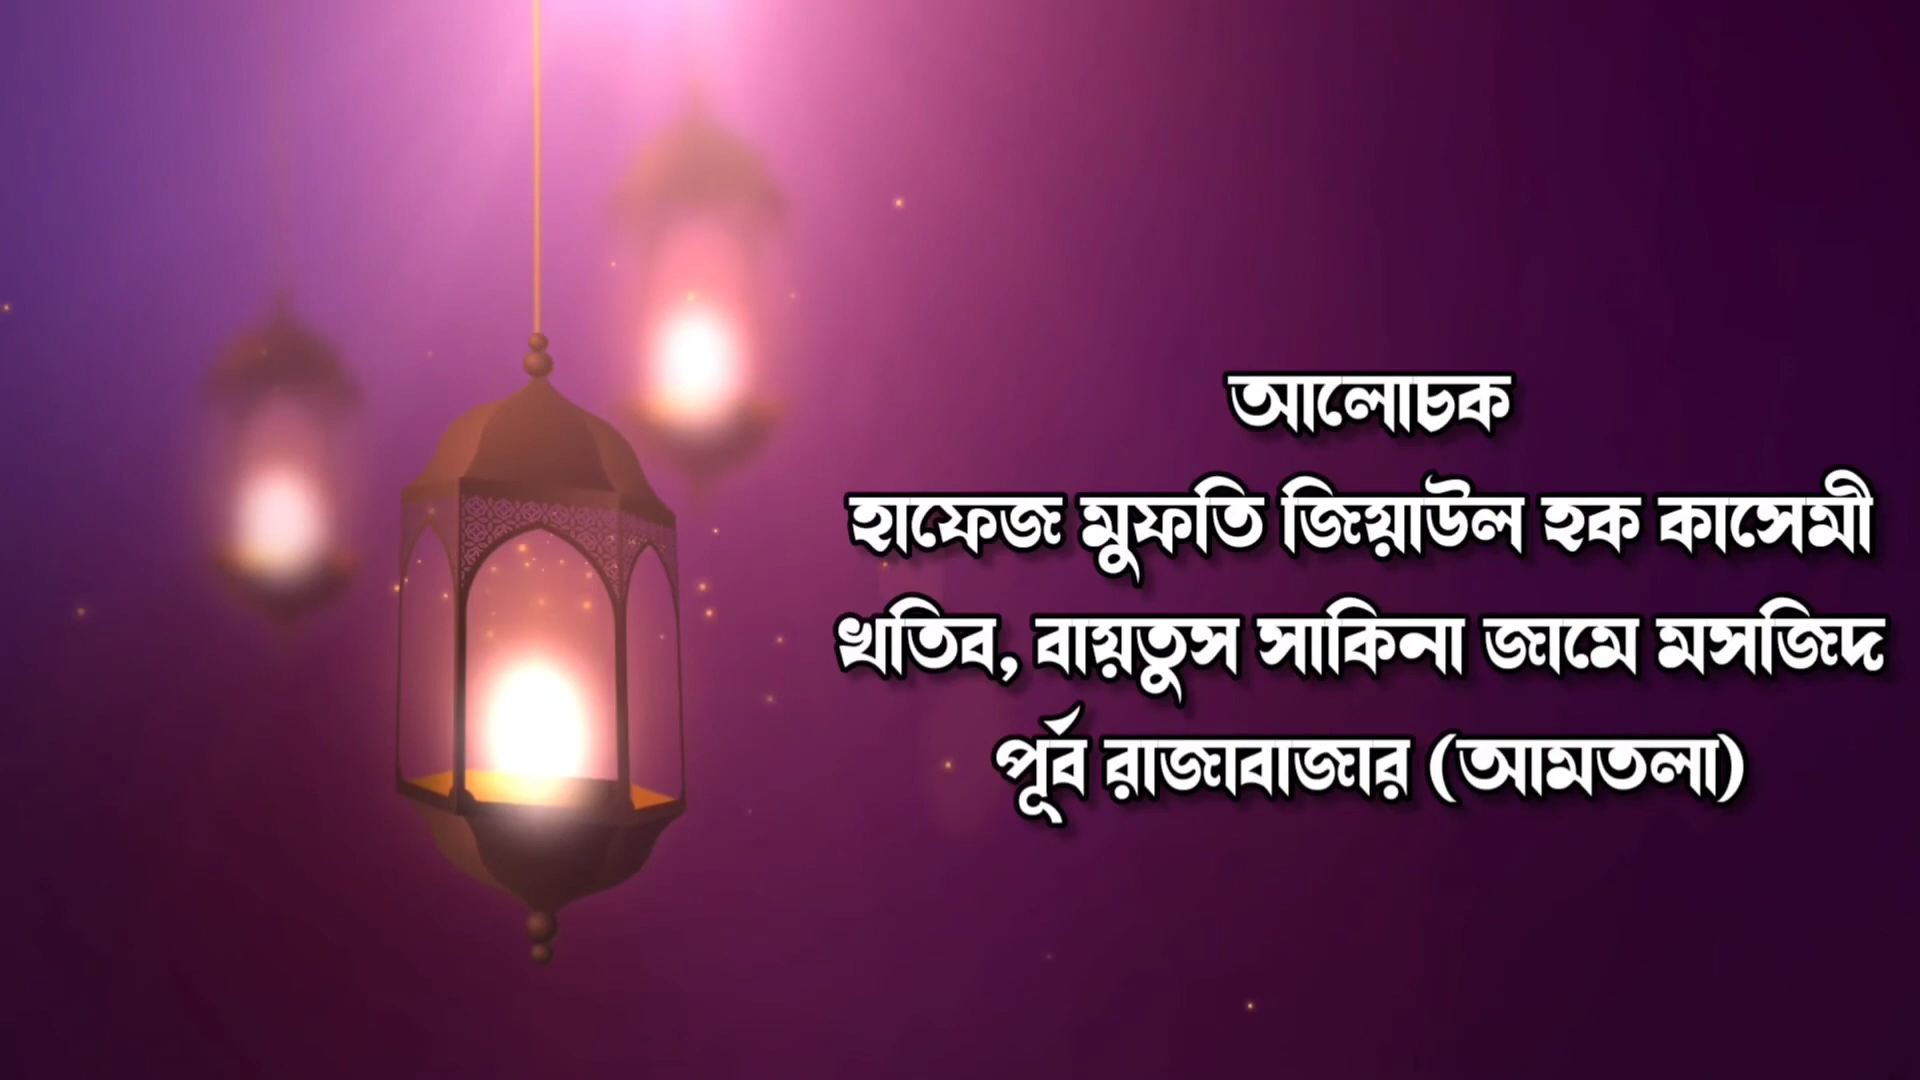 আলোচক
হাফেজ মুফতি জিয়াউল হক কাসেমী
খতিব, বায়তুস সাকিনা জামে মসজিদ
পূর্ব রাজাবাজার (আমতলা)